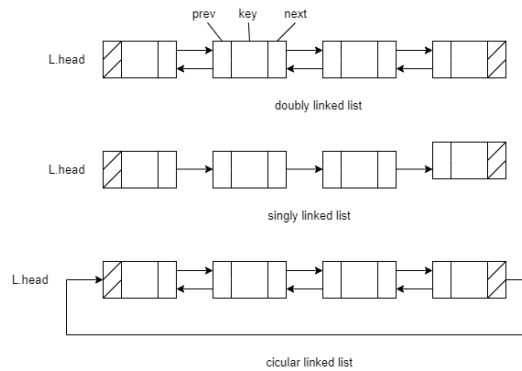 prev key next
L.head
doubly linked list
L.head
singly linked list
L.head
cicular linked list